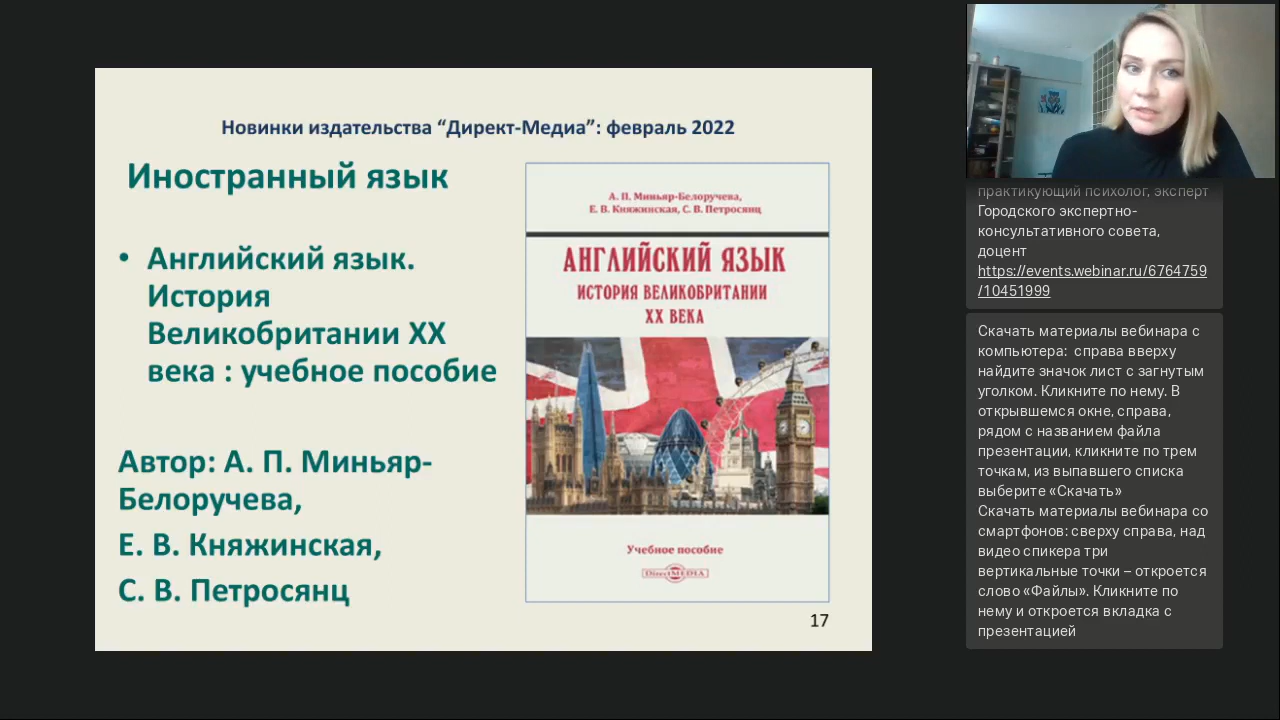 Новинки издательства “Директ-Медиа”: февраль 2022
Иностранный язык
• Английский язык.
История
Великобритании XX
века : учебное пособие
Автор: А. П. Миньяр-
Белоручева,
Е. В. Княжинская,
С. В. Петросянц
А. П. Миньяр-Белоручева,
Е. В. Княжинская, С. В. Петросянц
АНГЛИЙСКИЙ ЯЗЫК
ИСТОРИЯ ВЕЛИКОБРИТАНИИ
XX ВЕКА
Учебное пособие
DirectMEDIA
17
практикующий психолог, эксперт
Городского экспертно-
консультативного совета,
доцент
https://events.webinar.ru/6764759
/10451999
Скачать материалы вебинара с
компьютера:  справа вверху
найдите значок лист с загнутым
уголком. Кликните по нему. В
открывшемся окне, справа,
рядом с названием файла
презентации, кликните по трем
точкам, из выпавшего списка
выберите «Скачать»
Скачать материалы вебинара со
смартфонов: сверху справа, над
видео спикера три
вертикальные точки – откроется
слово «Файлы». Кликните по
нему и откроется вкладка с
презентацией